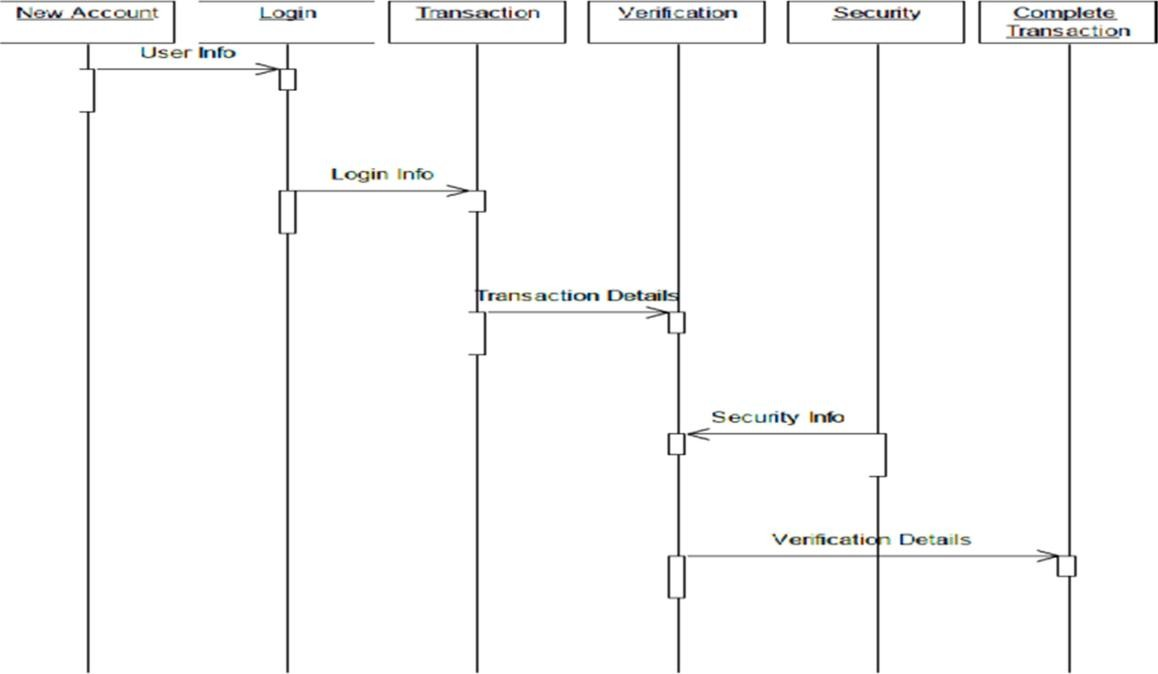 New Account
Login
Transaction
Verification
Security
Complete
Transaction
User Info
Login Info
Transaction Details
Security Info
Verification Details